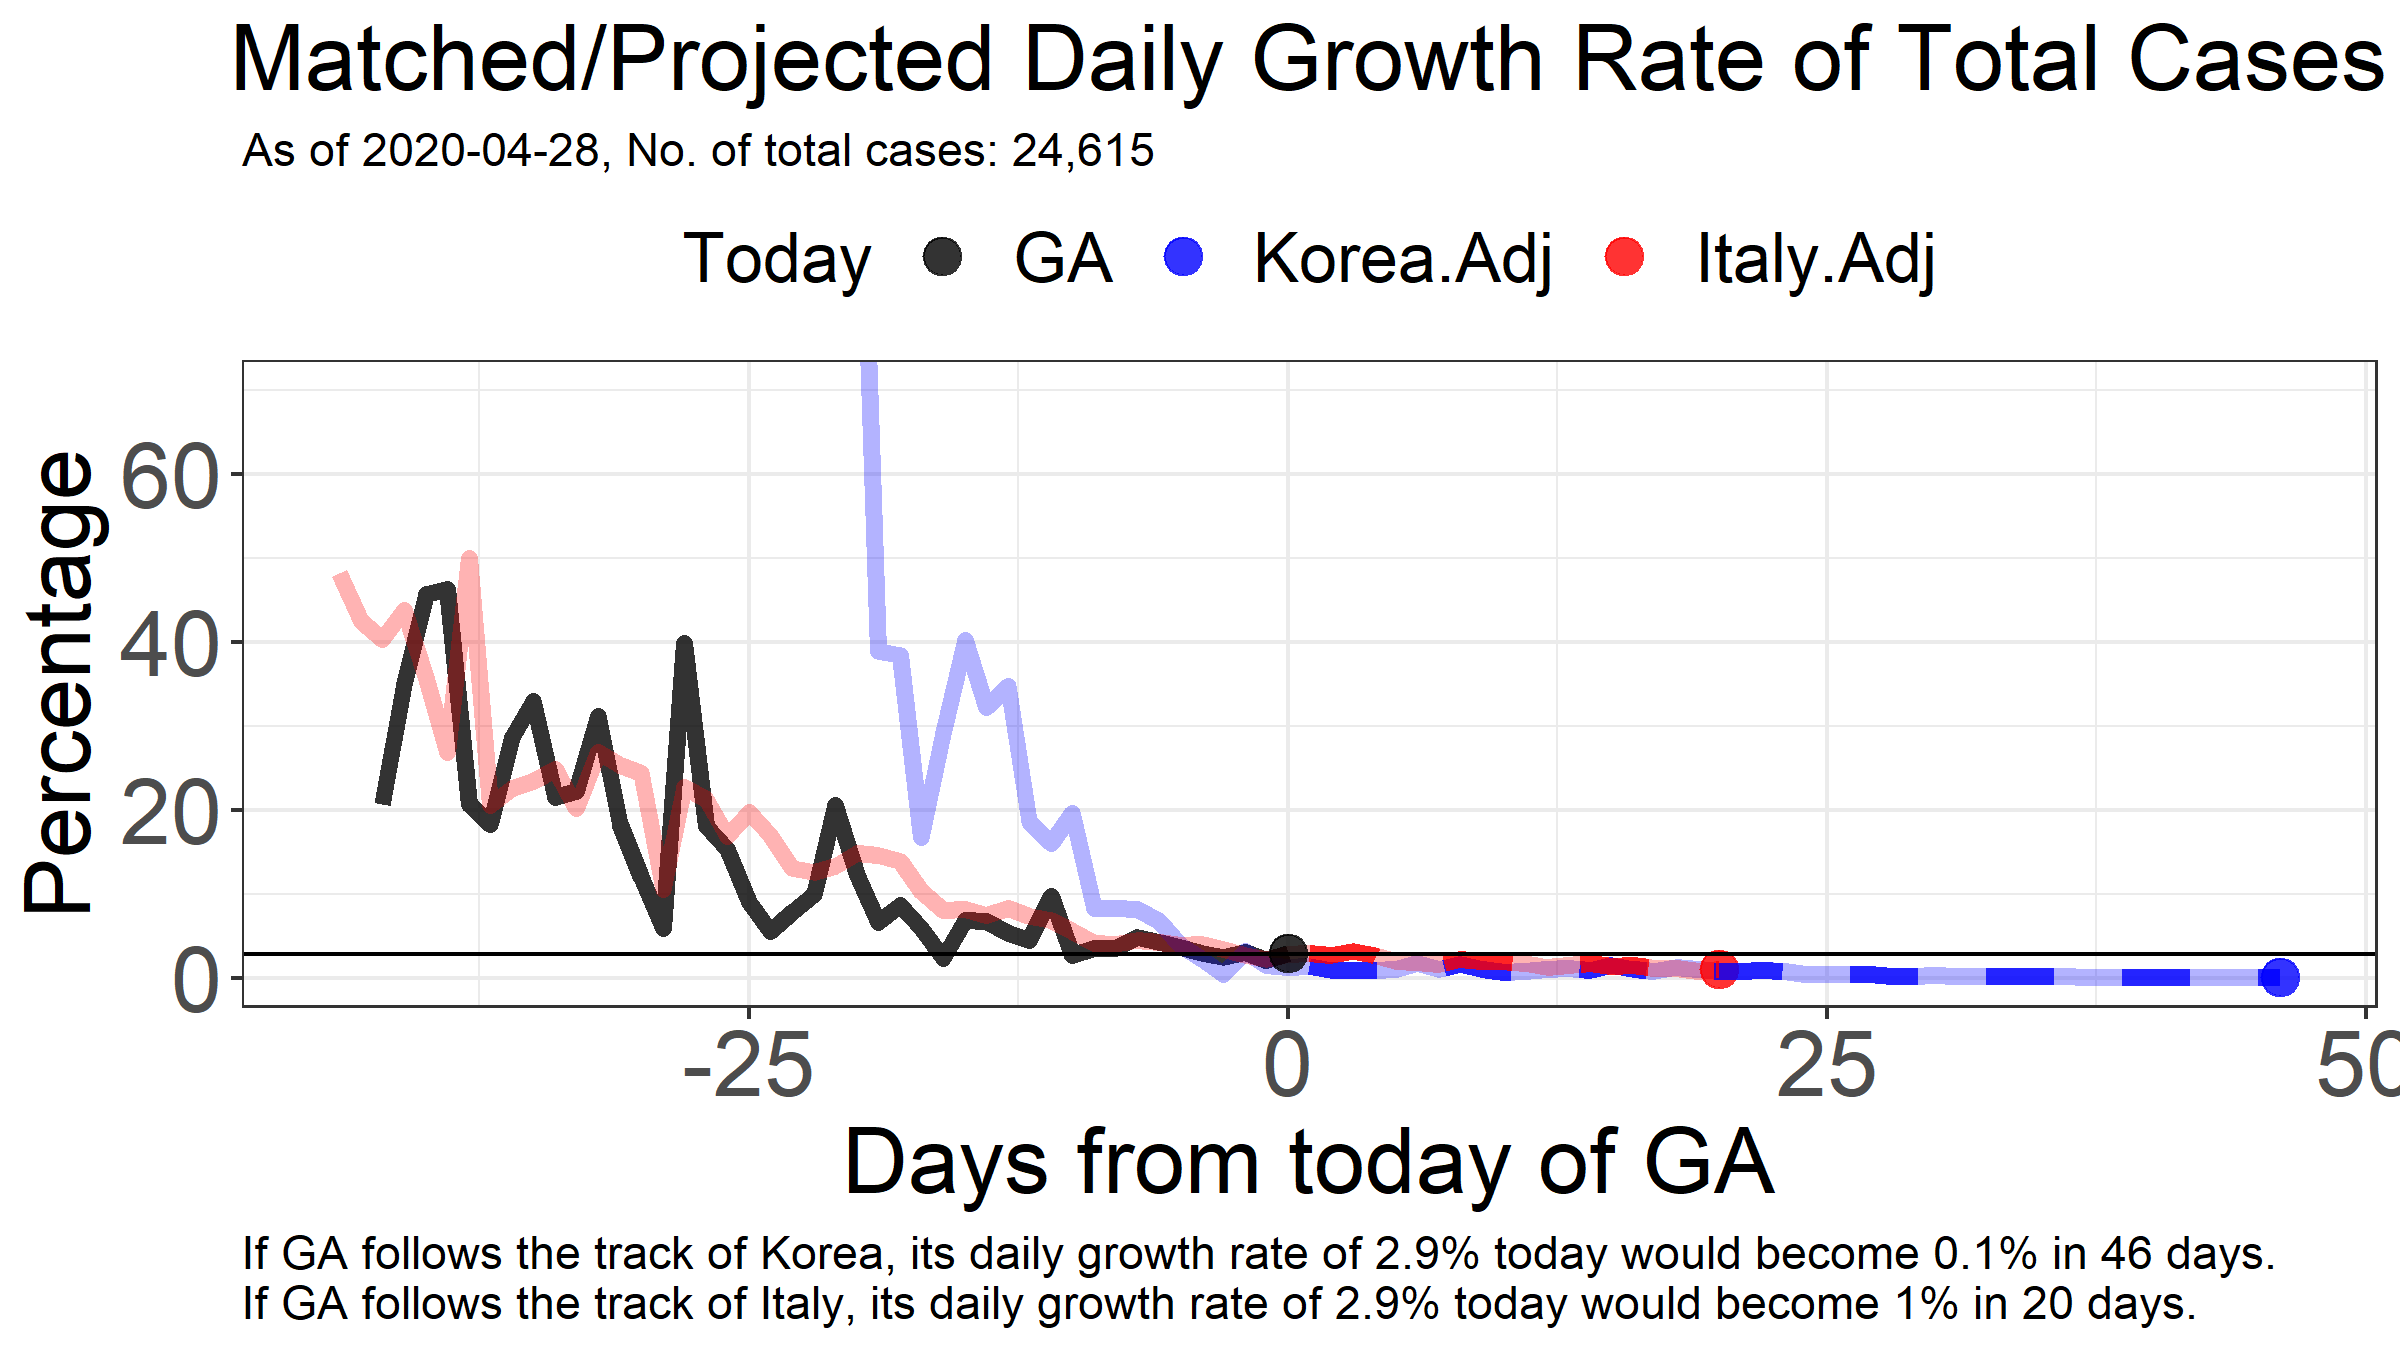 Matched/Projected Daily Growth Rate of Total Cases
As of 2020-04-28, No. of total cases: 24,615
Today GA Korea.Adj Italy.Adj
Percentage
60
40
20
0
-25 0 25 50
Days from today of GA
If GA follows the track of Korea, its daily growth rate of 2.9% today would become 0.1% in 46 days.
If GA follows the track of Italy, its daily growth rate of 2.9% today would become 1% in 20 days.